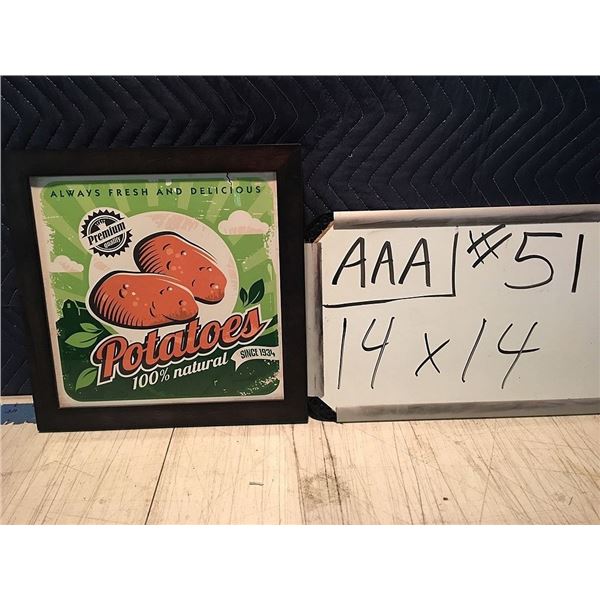 ALWAYS FRESH AND DELICIOUS
Premium
Potatoes
100% natural
SINCE 1934
AAA #51
14 x 14